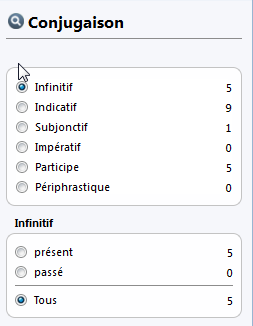 Conjugaison
Infinitif 5
Indicatif 9
Subjonctif 1
Impératif 0
Participe 5
Périphrastique 0
Infinitif
présent 5
passé 0
Tous 5